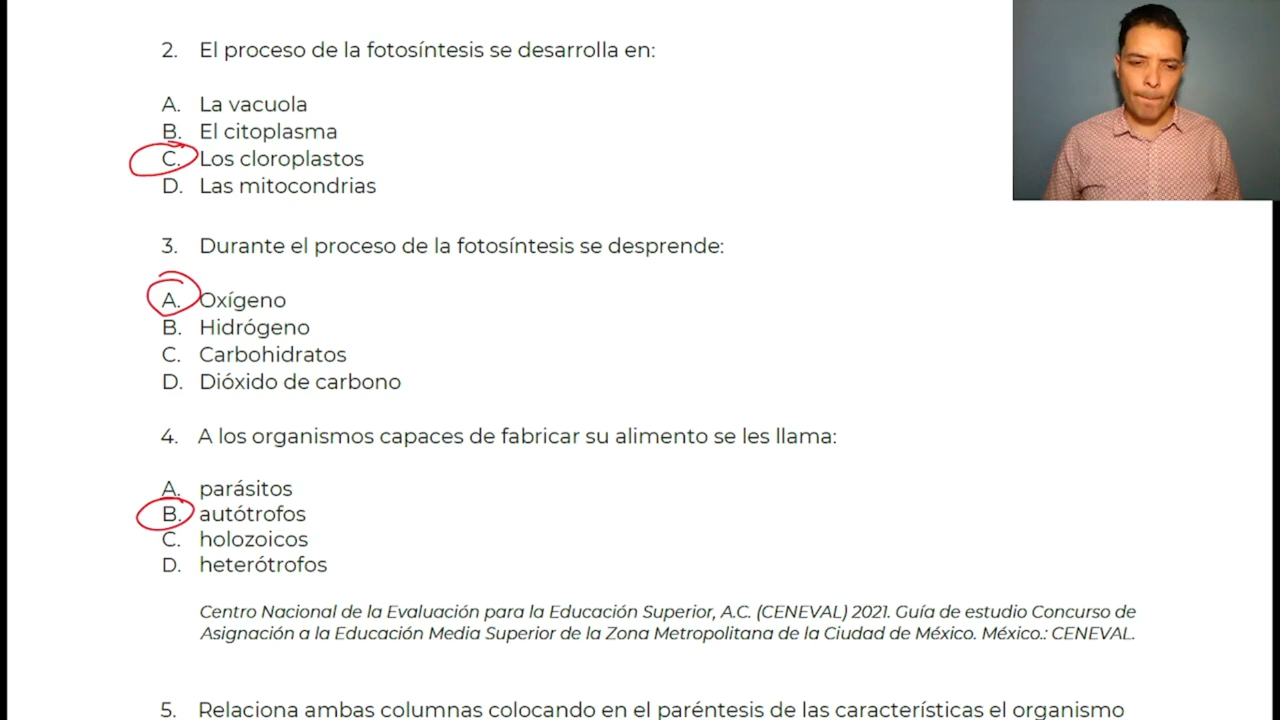 2. El proceso de la fotosíntesis se desarrolla en:
A. La vacuola
B. El citoplasma
C. Los cloroplastos
D. Las mitocondrias
3. Durante el proceso de la fotosíntesis se desprende:
A. Oxígeno
B. Hidrógeno
C. Carbohidratos
D. Dióxido de carbono
4. A los organismos capaces de fabricar su alimento se les llama:
A. parásitos
B. autótrofos
C. holozoicos
D. heterótrofos
Centro Nacional de la Evaluación para la Educación Superior, A.C. (CENEVAL) 2021. Guía de estudio Concurso de
Asignación a la Educación Media Superior de la Zona Metropolitana de la Ciudad de México. México.: CENEVAL.
5. Relaciona ambas columnas colocando en el paréntesis de las características el organismo